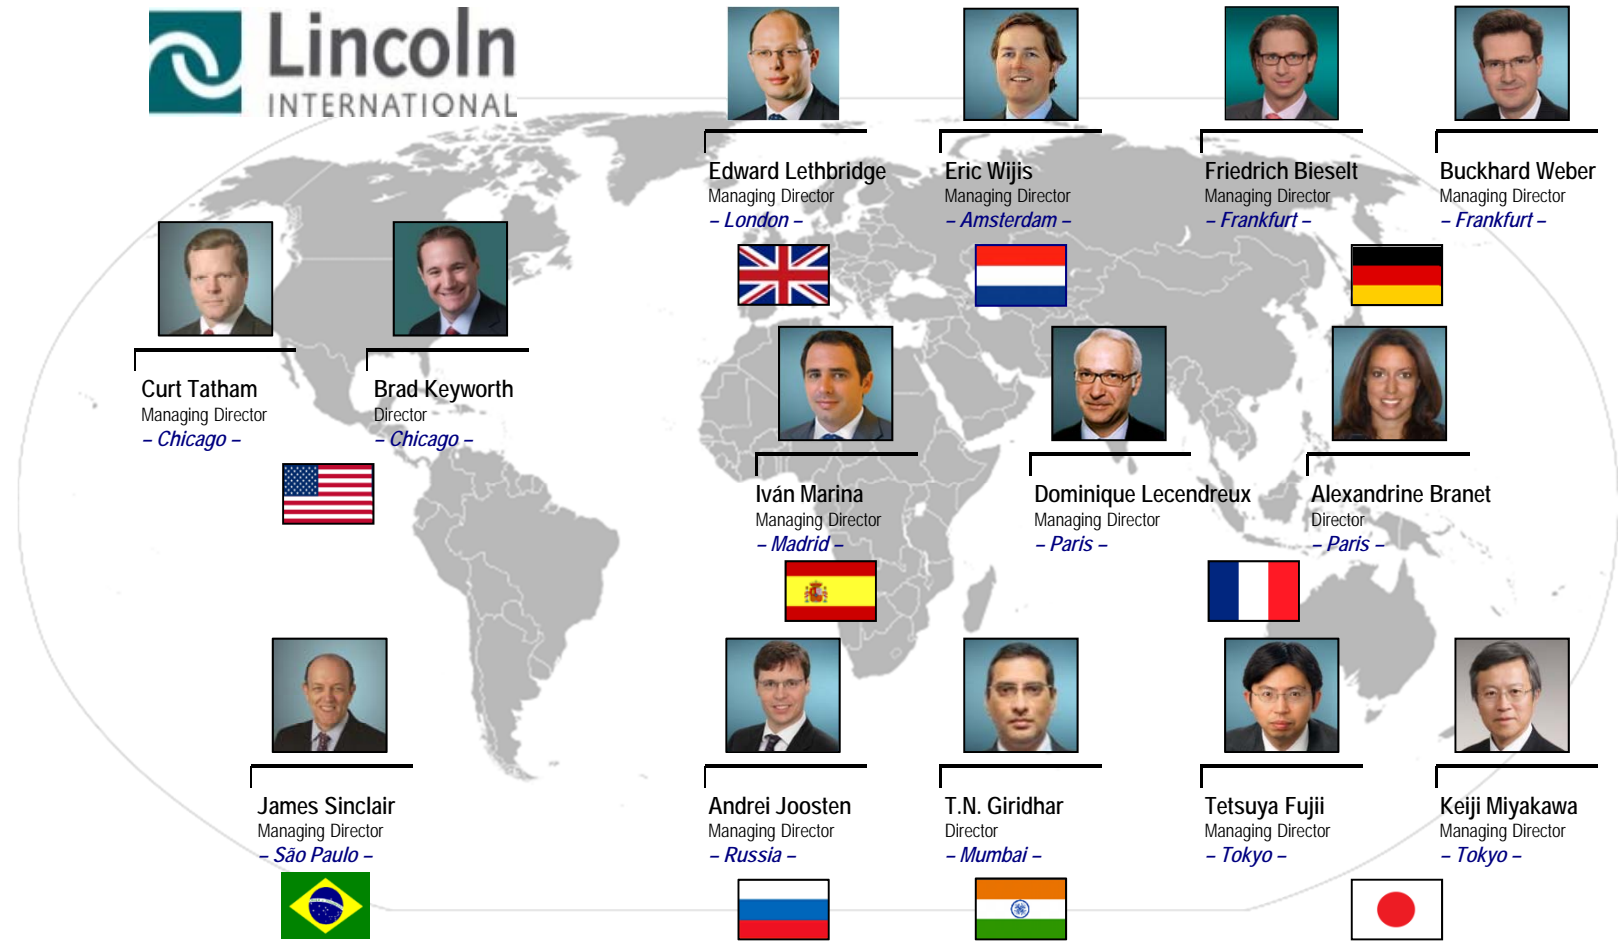 Lincoln
INTERNATIONAL
Edward Lethbridge
Managing Director
– London –
Eric Wijis
Managing Director
– Amsterdam –
Friedrich Bieselt
Managing Director
– Frankfurt –
Buckhard Weber
Managing Director
– Frankfurt –
Curt Tatham
Managing Director
– Chicago –
Brad Keyworth
Director
– Chicago –
Iván Marina
Managing Director
– Madrid –
Dominique Lecendreux
Managing Director
– Paris –
Alexandrine Branet
Director
– Paris –
James Sinclair
Managing Director
– São Paulo –
Andrei Joosten
Managing Director
– Russia –
T.N. Giridhar
Director
– Mumbai –
Tetsuya Fujii
Managing Director
– Tokyo –
Keiji Miyakawa
Managing Director
– Tokyo –